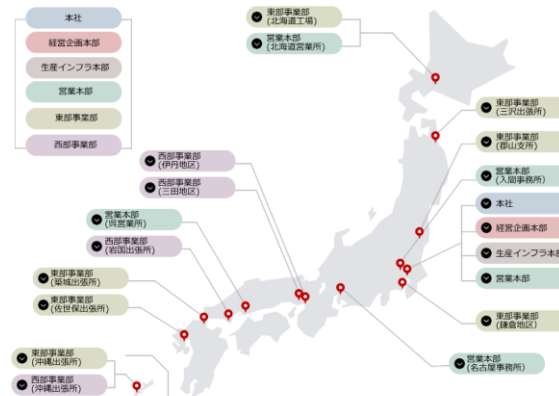 本社
経営企画本部
生産インフラ本部
営業本部
東部事業部
西部事業部
東部事業部
(北海道工場)
営業本部
(北海道営業所)
東部事業部
(三沢出張所)
東部事業部
(郡山支所)
営業本部
(入間事務所)
本社
経営企画本部
生産インフラ本部
営業本部
東部事業部
(鎌倉地区)
営業本部
(名古屋事務所)
西部事業部
(伊丹地区)
西部事業部
(三田地区)
営業本部
(呉営業所)
西部事業部
(岩国出張所)
東部事業部
(築城出張所)
東部事業部
(佐世保出張所)
東部事業部
(沖縄出張所)
西部事業部
(沖縄出張所)